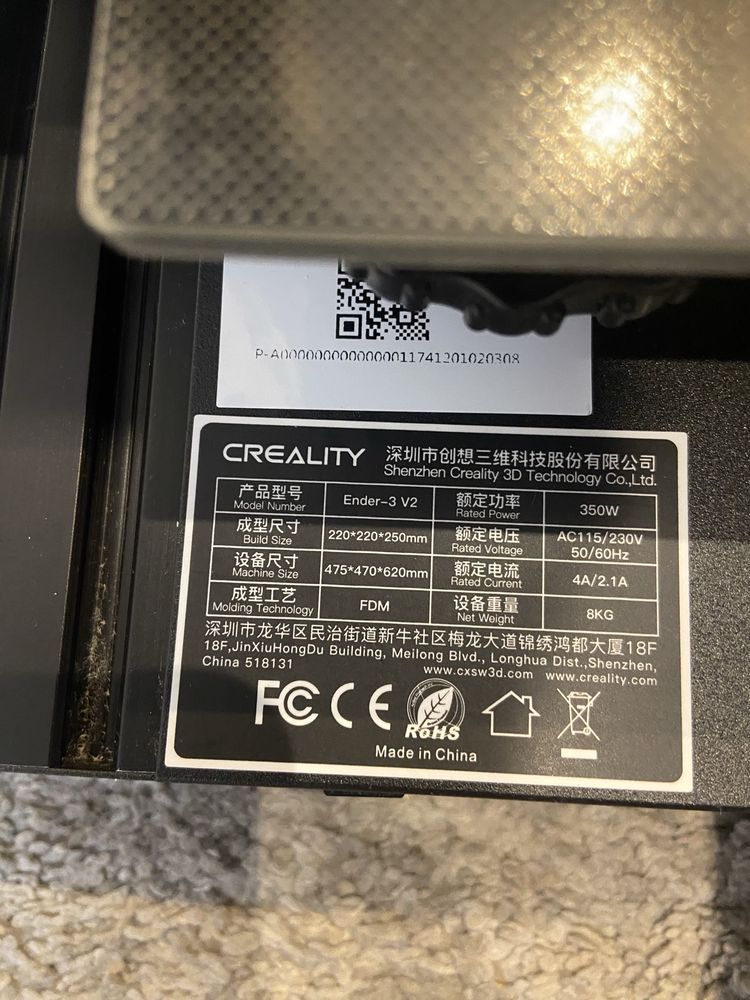 P-A0000000000000011741201020308
CREALITY 深圳市创想三维科技股份有限公司
Shenzhen Creality 3D Technology Co.,Ltd.
产品型号 Model Number Ender-3 V2 额定功率 Rated Power 350W
成型尺寸 Build Size 220*220*250mm 额定电压 Rated Voltage AC115/230V 50/60Hz
设备尺寸 Machine Size 475*470*620mm 额定电流 Rated Current 4A/2.1A
成型工艺 Molding Technology FDM 设备重量 Net Weight 8KG
深圳市龙华区民治街道新牛社区梅龙大道锦绣鸿都大厦18F
18F,JinXiuHongDu Building, Meilong Blvd., Longhua Dist.,Shenzhen,
China 518131
www.cxsw3d.com www.creality.com
FC CE RoHS
Made in China